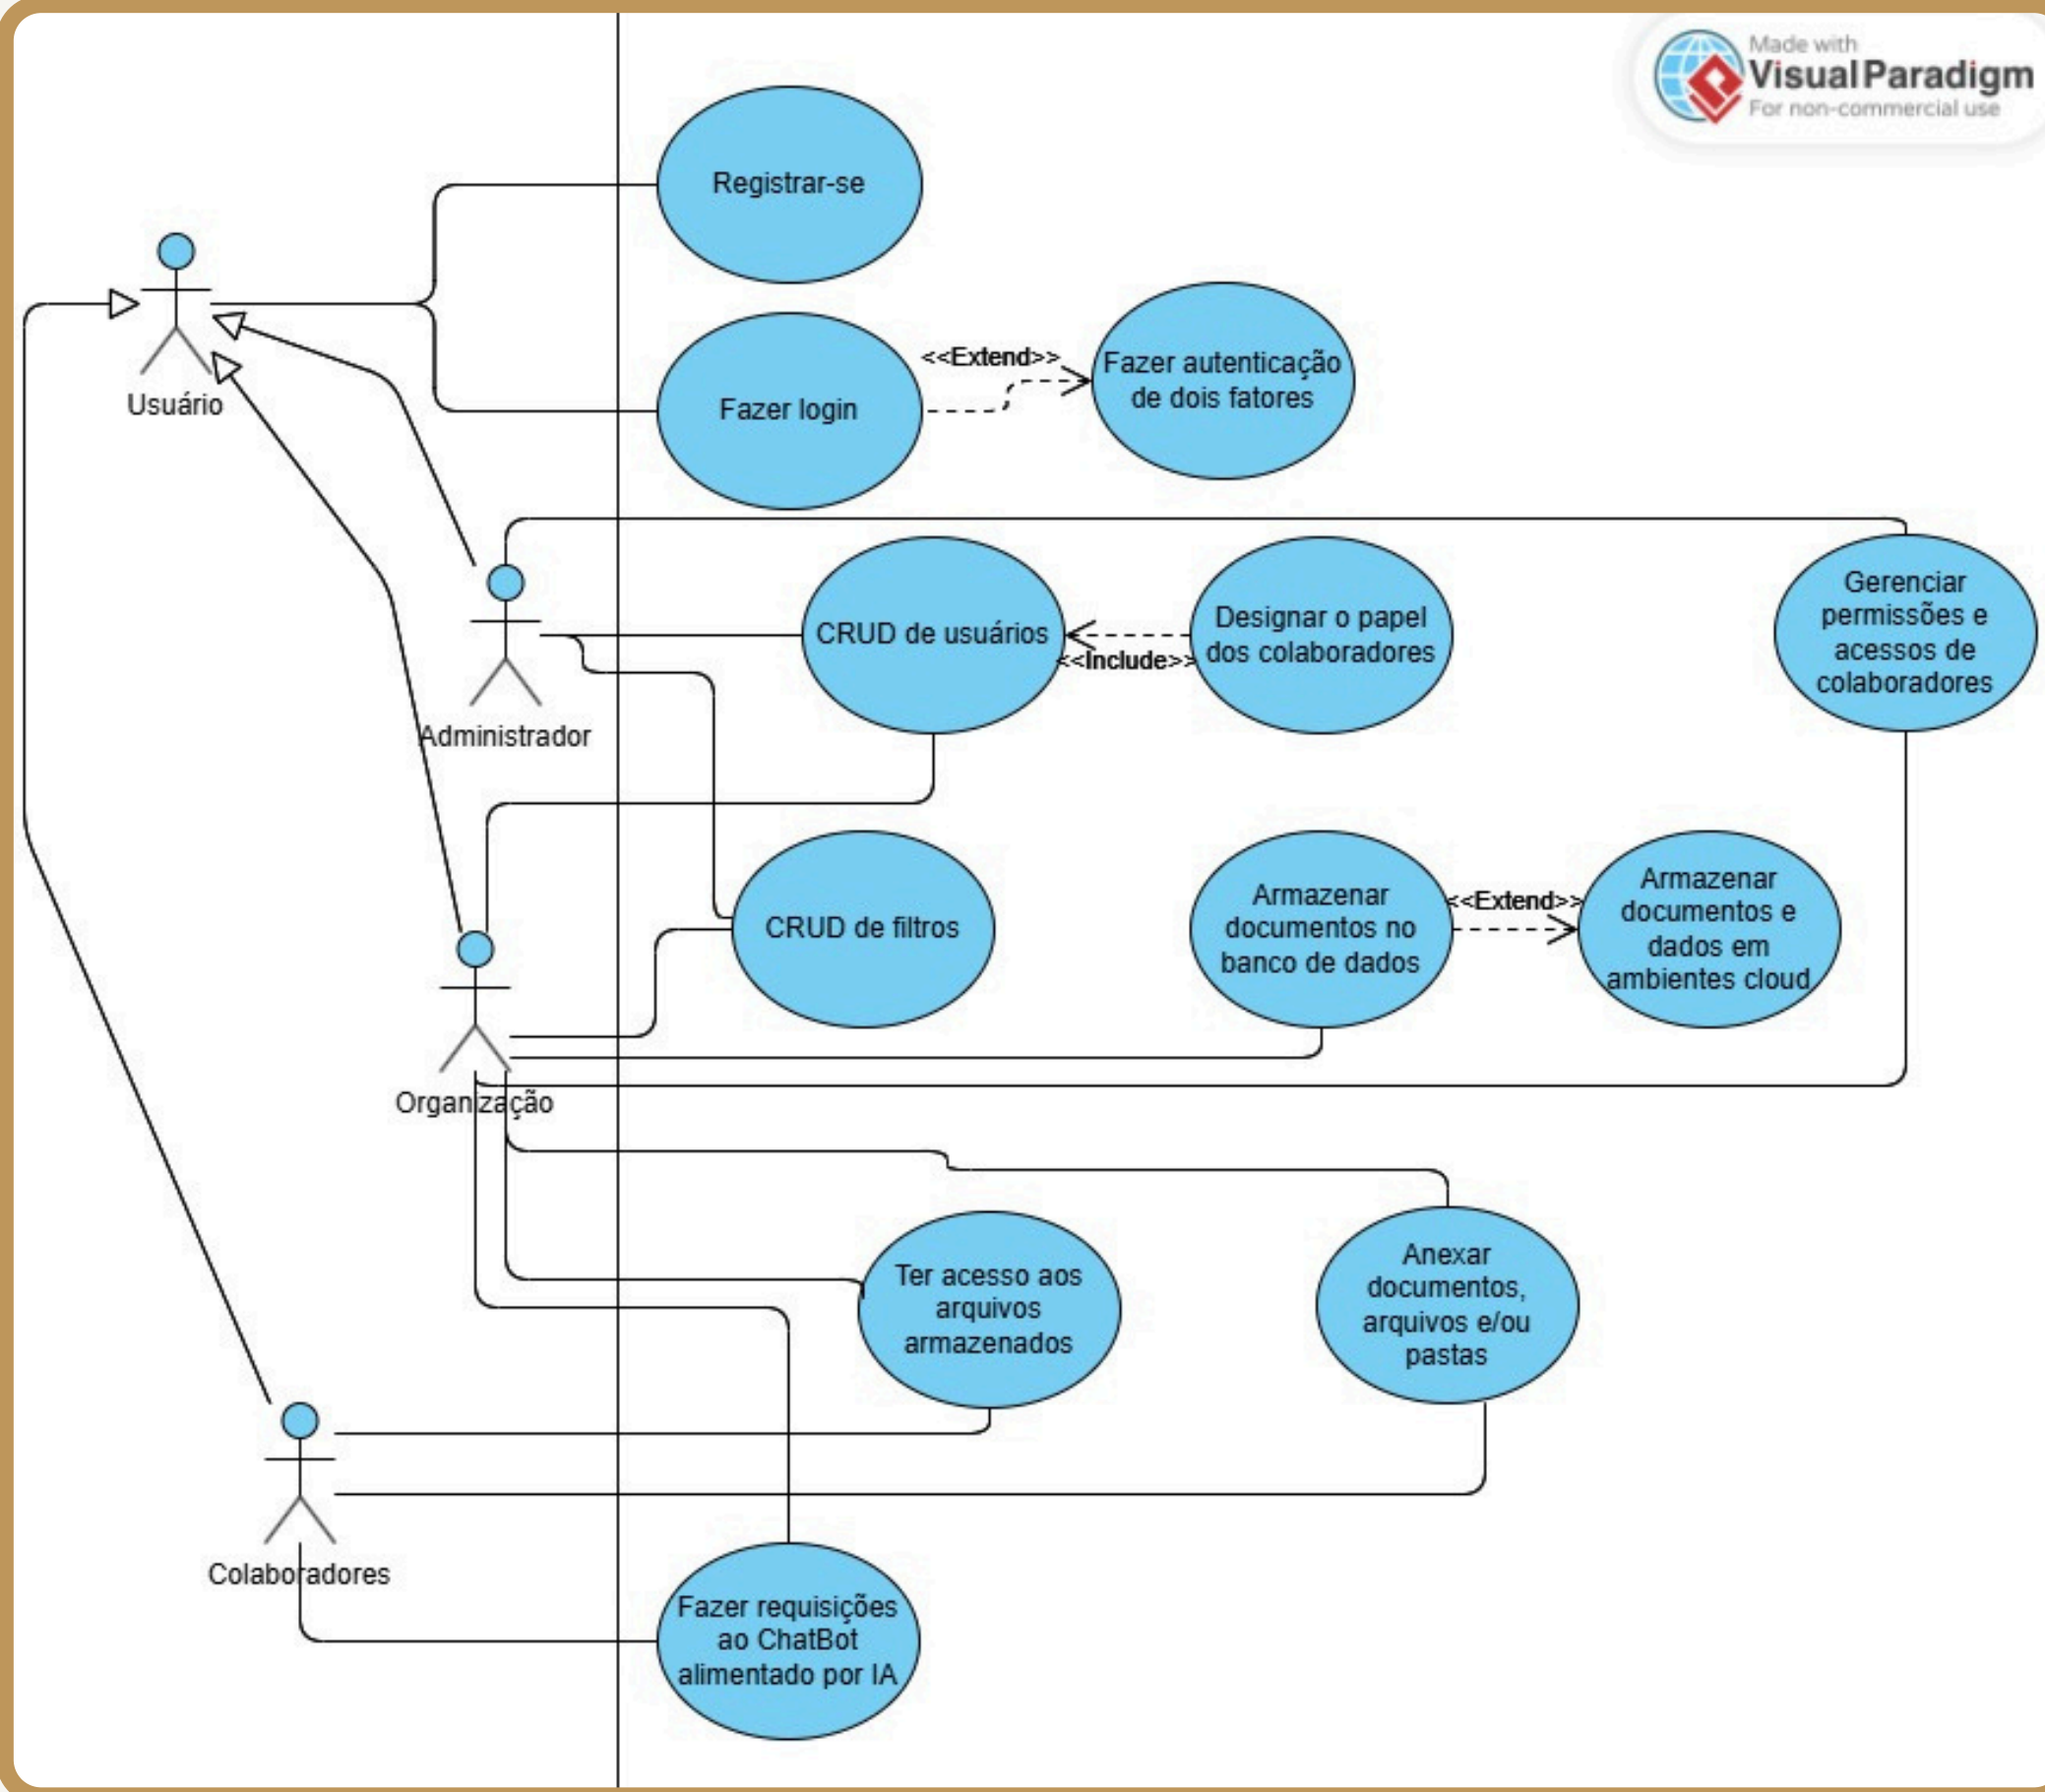 Made with
Visual Paradigm
For non-commercial use
Registrar-se
Usuário
Fazer login
<<Extend>>
Fazer autenticação
de dois fatores
Administrador
CRUD de usuários
<<Include>>
Designar o papel
dos colaboradores
Gerenciar
permissões e
acessos de
colaboradores
Organização
CRUD de filtros
Armazenar
documentos no
banco de dados
<<Extend>>
Armazenar
documentos e
dados em
ambientes cloud
Ter acesso aos
arquivos
armazenados
Anexar
documentos,
arquivos e/ou
pastas
Colaboradores
Fazer requisições
ao ChatBot
alimentado por IA